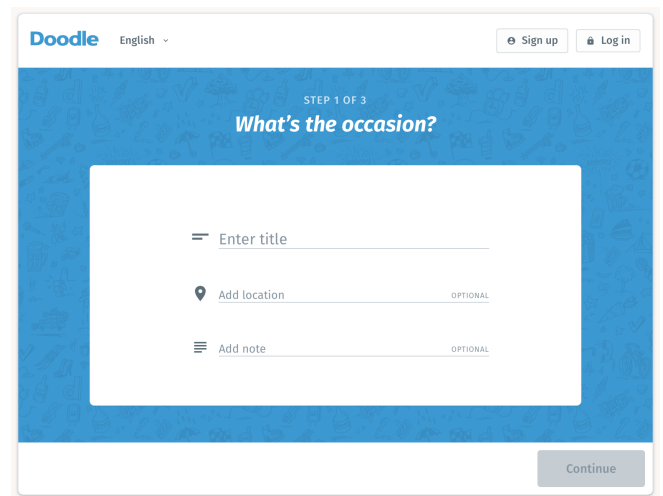 Doodle English Sign up Log in
STEP 1 OF 3
What's the occasion?
Enter title
Add location OPTIONAL
Add note OPTIONAL
Continue